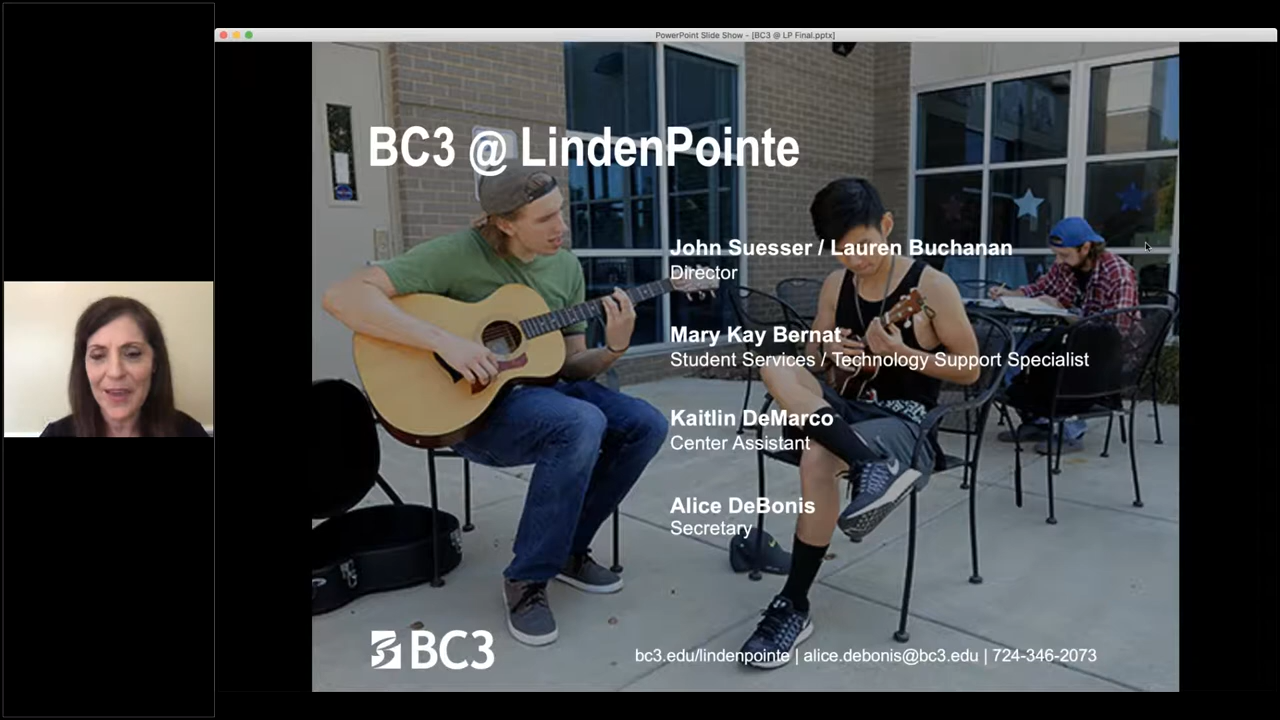 PowerPoint Slide Show - [BC3 @ LP Final.pptx]
BC3 @ LindenPointe
John Suesser / Lauren Buchanan
Director
Mary Kay Bernat
Student Services / Technology Support Specialist
Kaitlin DeMarco
Center Assistant
Alice DeBonis
Secretary
BC3
bc3.edu/lindenpointe | alice.debonis@bc3.edu | 724-346-2073